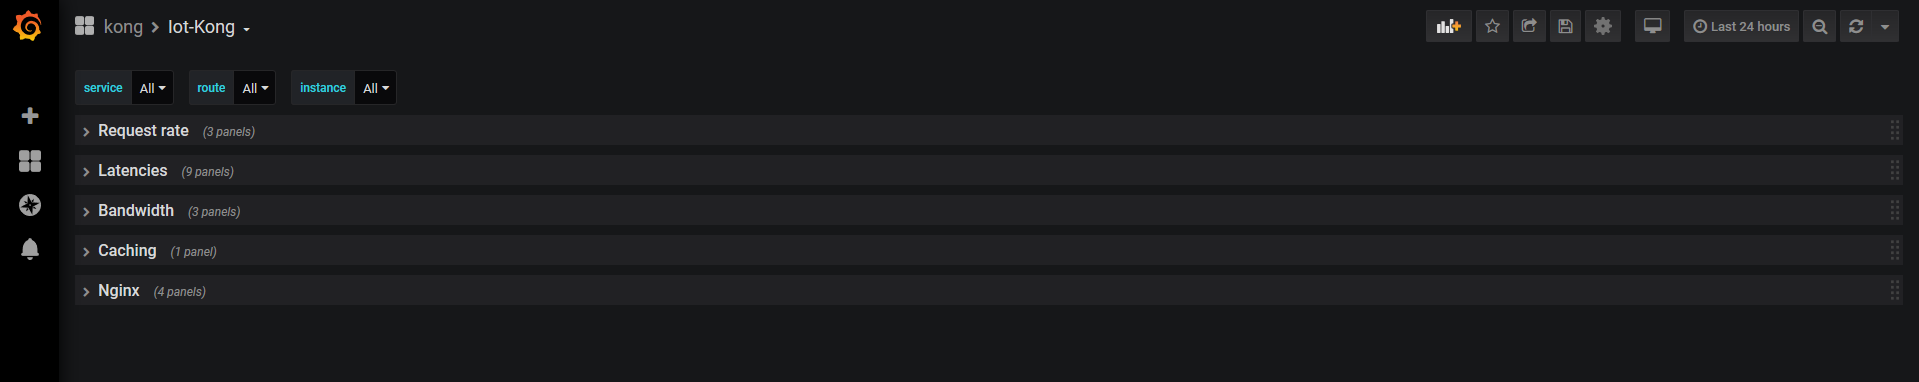 kong > Iot-Kong
Last 24 hours
service All route All instance All
Request rate (3 panels)
Latencies (9 panels)
Bandwidth (3 panels)
Caching (1 panel)
Nginx (4 panels)